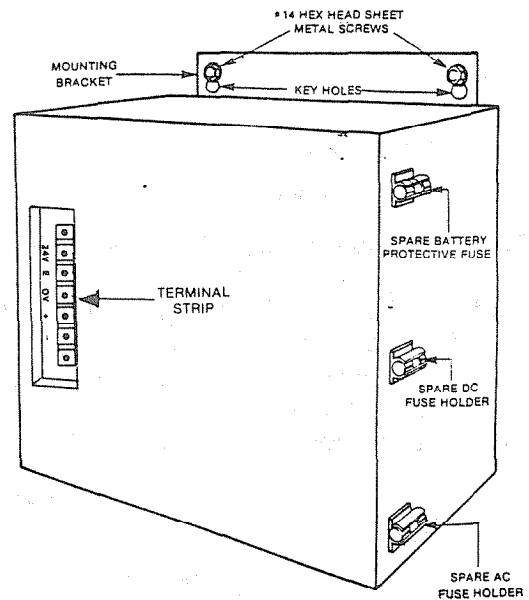 #14 HEX HEAD SHEET
METAL SCREWS
MOUNTING
BRACKET
KEY HOLES
SPARE BATTERY
PROTECTIVE FUSE
24V
0V
+
-
TERMINAL
STRIP
SPARE DC
FUSE HOLDER
SPARE AC
FUSE HOLDER